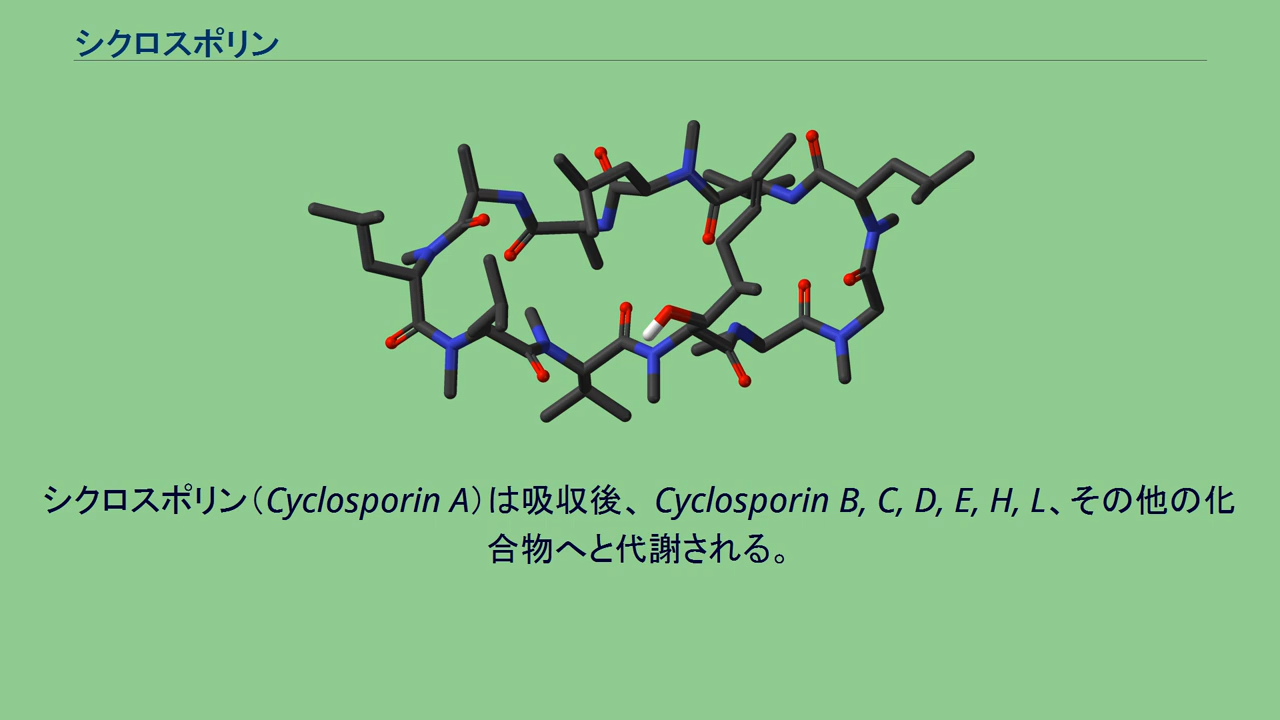 シクロスポリン
シクロスポリン（Cyclosporin A）は吸収後、Cyclosporin B, C, D, E, H, L、その他の化
合物へと代謝される。